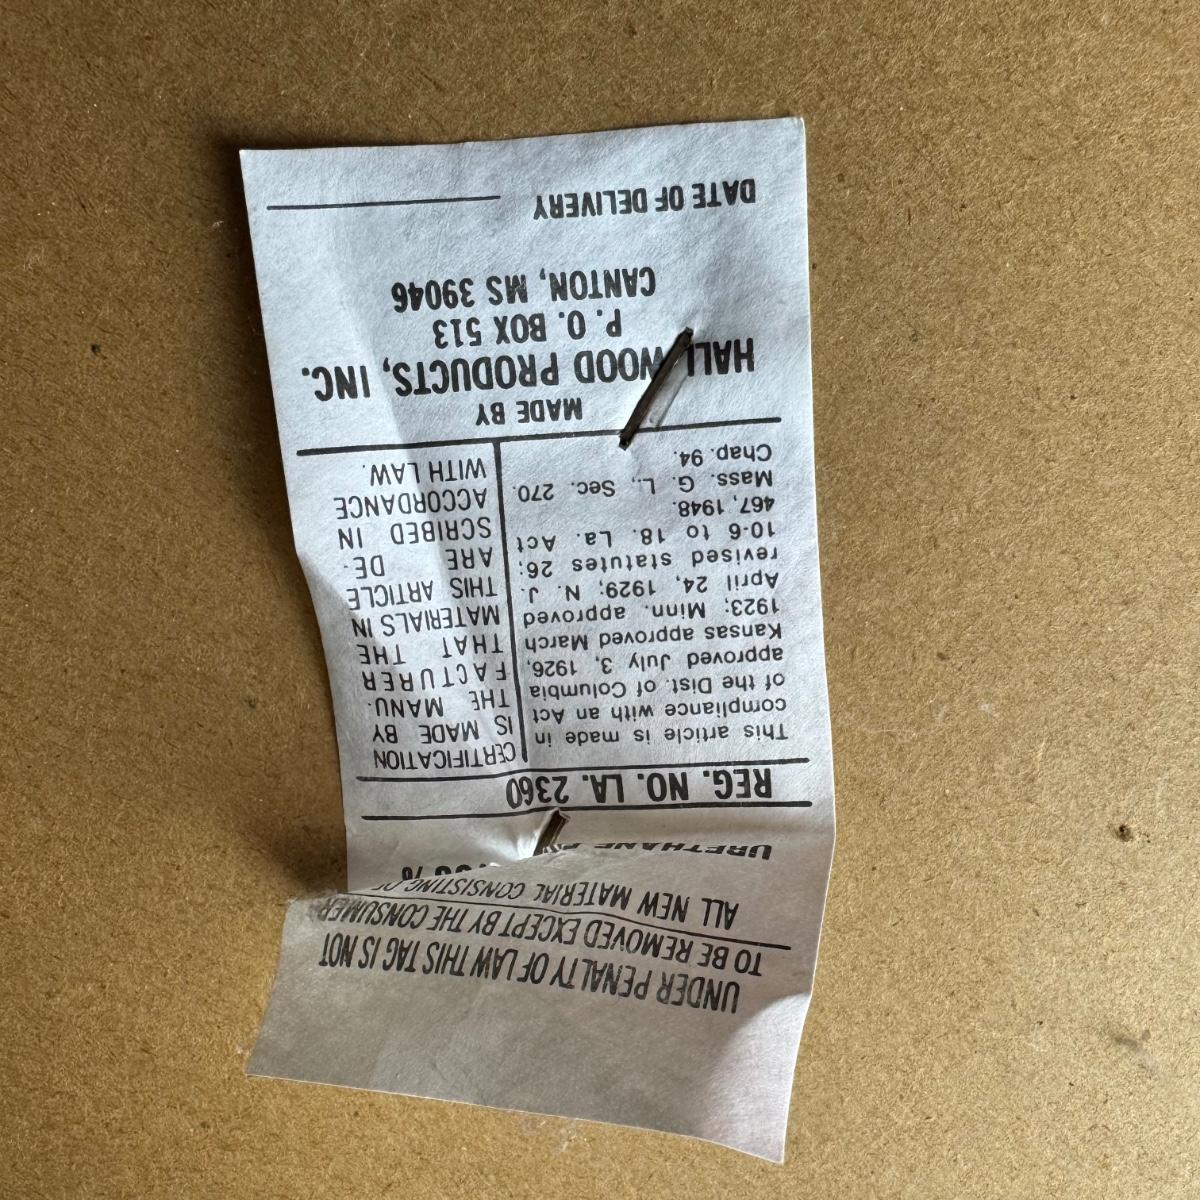 UNDER PENALTY OF LAW THIS TAG IS NOT
TO BE REMOVED EXCEPT BY THE CONSUMER
ALL NEW MATERIAL CONSISTING OF
URETHANE
REG. NO. LA. 2360
This article is made in
compliance with an Act
of the Dist. of Columbia
approved July 3, 1926,
Kansas approved March
1923; Minn. approved
April 24, 1929; N. J.
revised statutes 26:
10-6 to 18. La. Act
467, 1948.
Mass. G. L., Sec. 270.
Chap. 94.
CERTIFICATION
IS MADE BY
THE MANU-
FACTURER
THAT THE
MATERIALS IN
THIS ARTICLE
ARE DE-
SCRIBED IN
ACCORDANCE
WITH LAW.
MADE BY
HALLWOOD PRODUCTS, INC.
P. O. BOX 513
CANTON, MS 39046
DATE OF DELIVERY